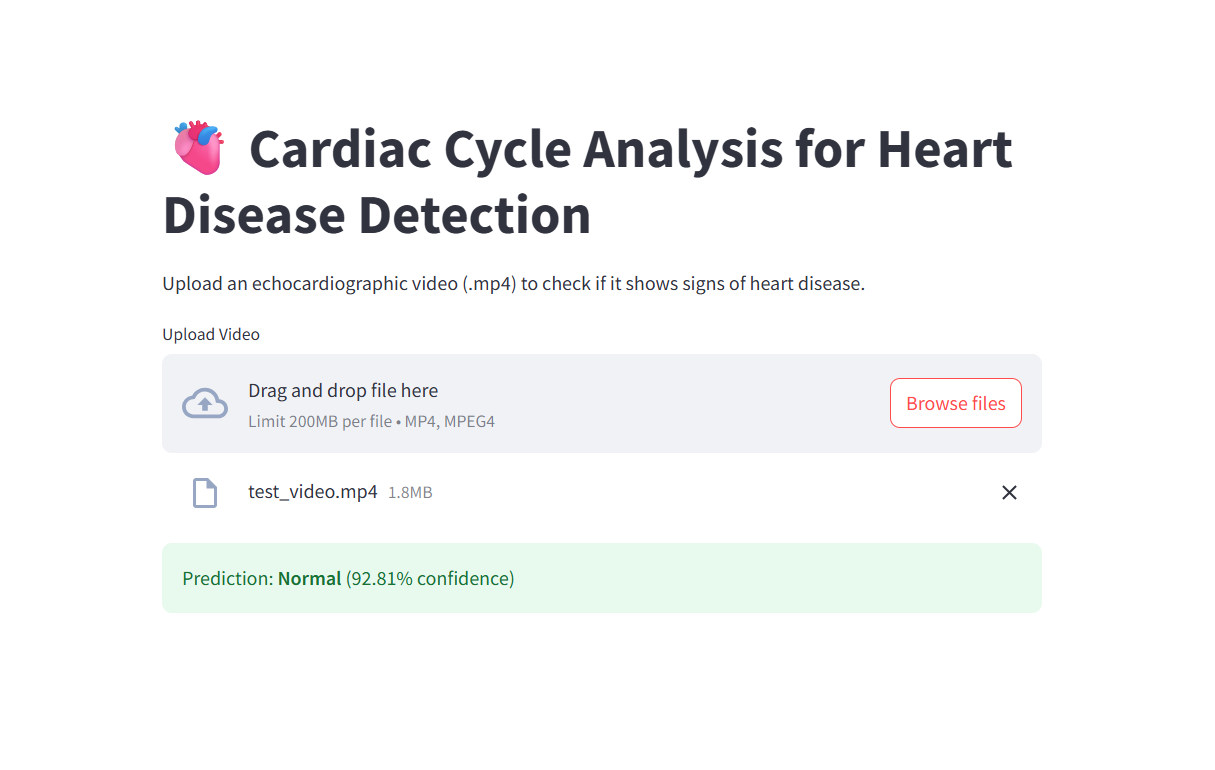 Cardiac Cycle Analysis for Heart
Disease Detection
Upload an echocardiographic video (.mp4) to check if it shows signs of heart disease.
Upload Video
Drag and drop file here
Limit 200MB per file • MP4, MPEG4
Browse files
test_video.mp4 1.8MB
Prediction: Normal (92.81% confidence)